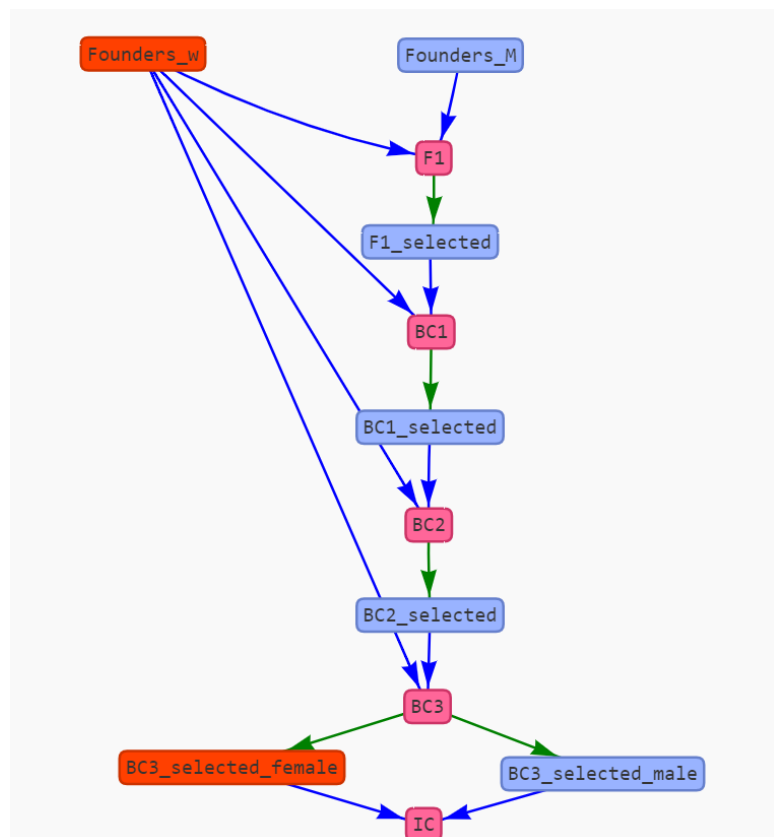 Founders_w
Founders_M
F1
F1_selected
BC1
BC1_selected
BC2
BC2_selected
BC3
BC3_selected_female
BC3_selected_male
IC